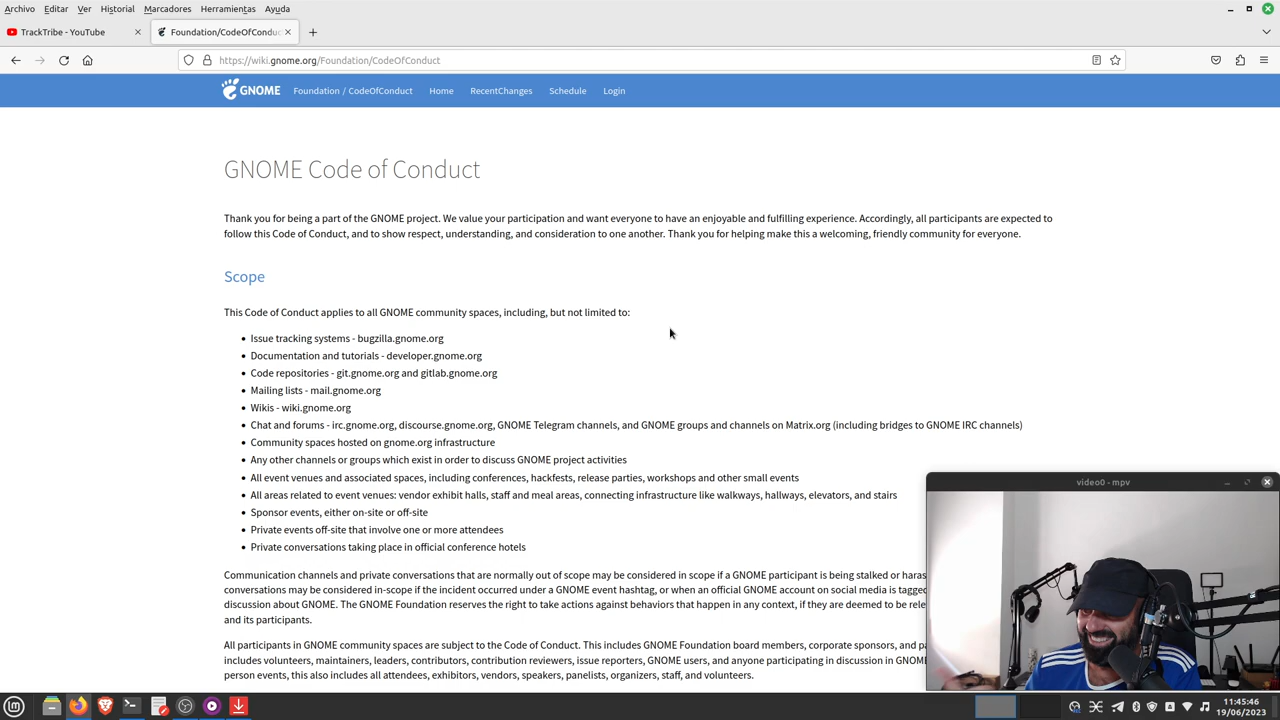 Archivo Editar Ver Historial Marcadores Herramientas Ayuda
TrackTribe - YouTube Foundation/CodeOfConduc
https://wiki.gnome.org/Foundation/CodeOfConduct
GNOME Foundation / CodeOfConduct Home RecentChanges Schedule Login
GNOME Code of Conduct
Thank you for being a part of the GNOME project. We value your participation and want everyone to have an enjoyable and fulfilling experience. Accordingly, all participants are expected to
follow this Code of Conduct, and to show respect, understanding, and consideration to one another. Thank you for helping make this a welcoming, friendly community for everyone.
Scope
This Code of Conduct applies to all GNOME community spaces, including, but not limited to:
• Issue tracking systems - bugzilla.gnome.org
• Documentation and tutorials - developer.gnome.org
• Code repositories - git.gnome.org and gitlab.gnome.org
• Mailing lists - mail.gnome.org
• Wikis - wiki.gnome.org
• Chat and forums - irc.gnome.org, discourse.gnome.org, GNOME Telegram channels, and GNOME groups and channels on Matrix.org (including bridges to GNOME IRC channels)
• Community spaces hosted on gnome.org infrastructure
• Any other channels or groups which exist in order to discuss GNOME project activities
• All event venues and associated spaces, including conferences, hackfests, release parties, workshops and other small events
• All areas related to event venues: vendor exhibit halls, staff and meal areas, connecting infrastructure like walkways, hallways, elevators, and stairs
• Sponsor events, either on-site or off-site
• Private events off-site that involve one or more attendees
• Private conversations taking place in official conference hotels
Communication channels and private conversations that are normally out of scope may be considered in scope if a GNOME participant is being stalked or haras
conversations may be considered in-scope if the incident occurred under a GNOME event hashtag, or when an official GNOME account on social media is tagged
discussion about GNOME. The GNOME Foundation reserves the right to take actions against behaviors that happen in any context, if they are deemed to be rele
and its participants.
All participants in GNOME community spaces are subject to the Code of Conduct. This includes GNOME Foundation board members, corporate sponsors, and pa
includes volunteers, maintainers, leaders, contributors, contribution reviewers, issue reporters, GNOME users, and anyone participating in discussion in GNOME
person events, this also includes all attendees, exhibitors, vendors, speakers, panelists, organizers, staff, and volunteers.
video0 - mpv
11:45:46
19/06/2023